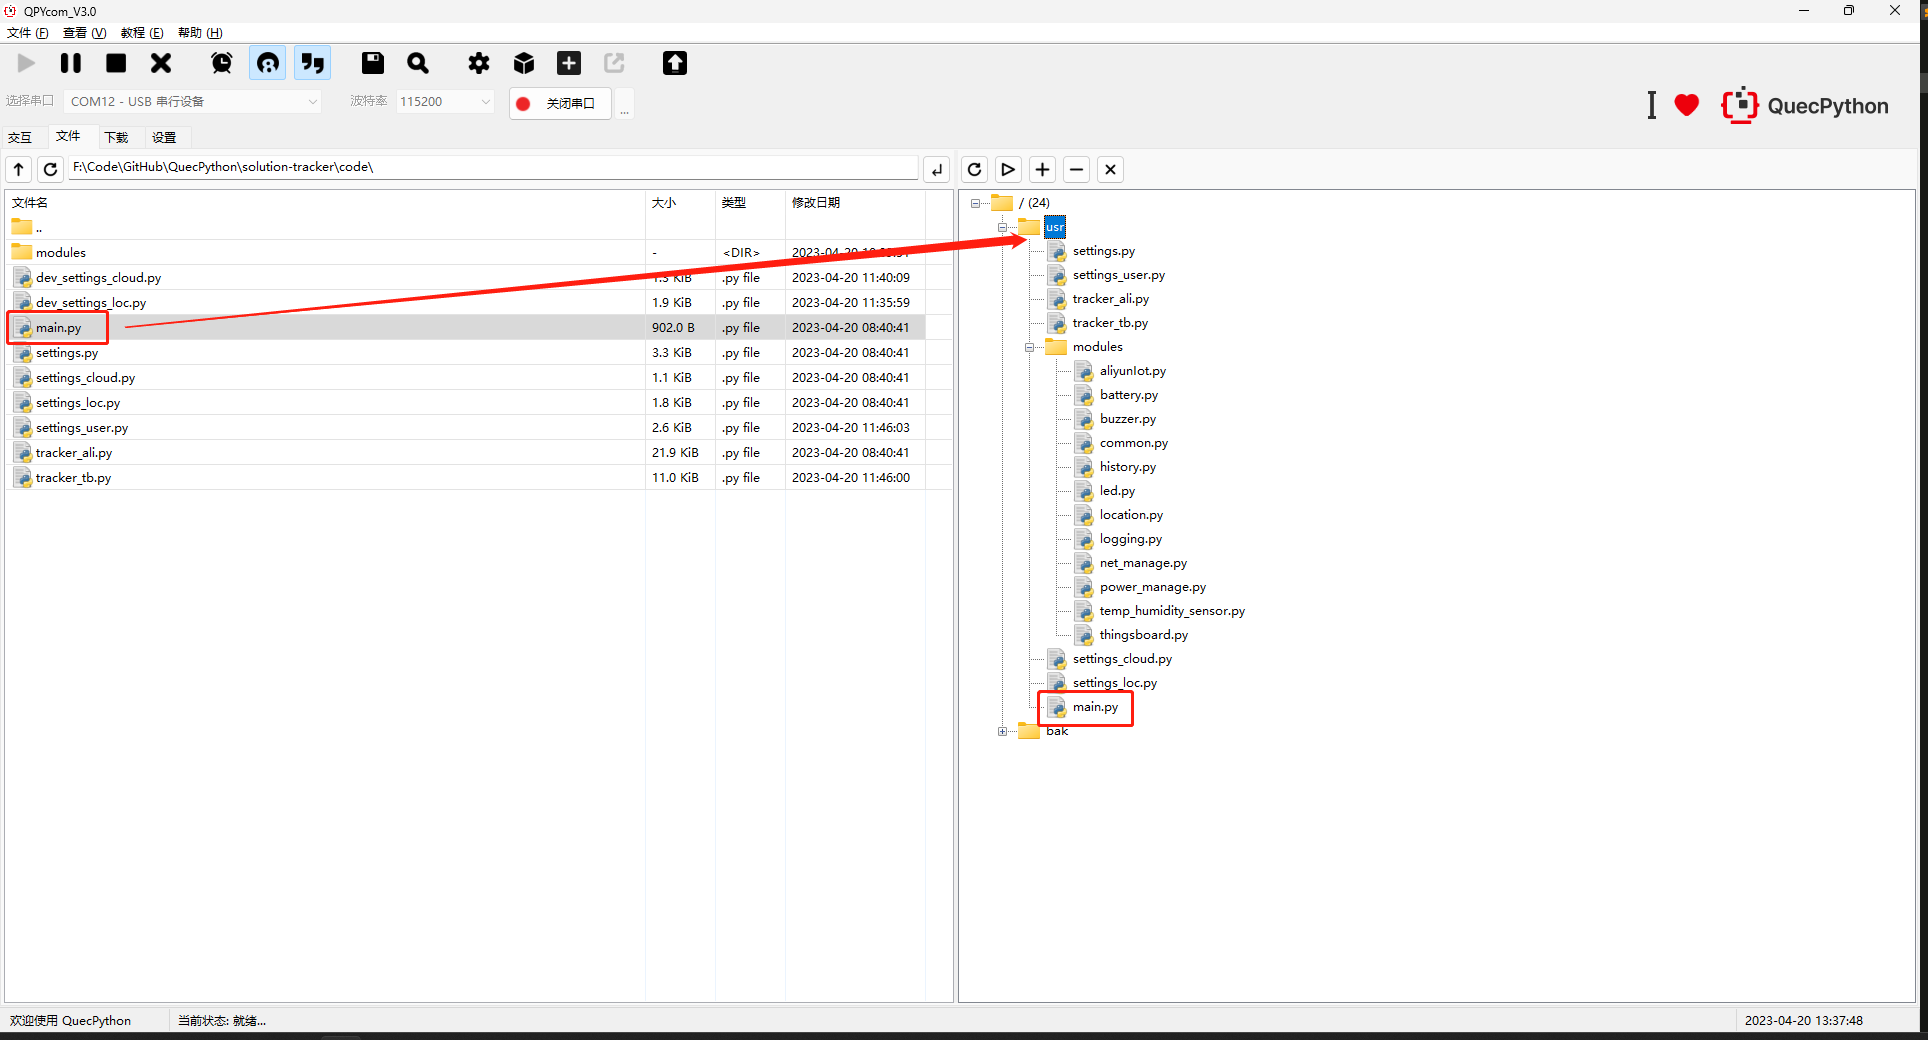 QPYcom_V3.0
文件 (F) 查看 (V) 教程 (E) 帮助 (H)
选择串口 COM12 - USB 串行设备 波特率 115200 关闭串口 ...
QuecPython
交互 文件 下载 设置
F:\Code\GitHub\QuecPython\solution-tracker\code\
文件名 大小 类型 修改日期
..
modules - <DIR>
dev_settings_cloud.py 1.3 KiB .py file 2023-04-20 11:40:09
dev_settings_loc.py 1.9 KiB .py file 2023-04-20 11:35:59
main.py 902.0 B .py file 2023-04-20 08:40:41
settings.py 3.3 KiB .py file 2023-04-20 08:40:41
settings_cloud.py 1.1 KiB .py file 2023-04-20 08:40:41
settings_loc.py 1.8 KiB .py file 2023-04-20 08:40:41
settings_user.py 2.6 KiB .py file 2023-04-20 11:46:03
tracker_ali.py 21.9 KiB .py file 2023-04-20 08:40:41
tracker_tb.py 11.0 KiB .py file 2023-04-20 11:46:00
/ (24)
usr
settings.py
settings_user.py
tracker_ali.py
tracker_tb.py
modules
aliyunIot.py
battery.py
buzzer.py
common.py
history.py
led.py
location.py
logging.py
net_manage.py
power_manage.py
temp_humidity_sensor.py
thingsboard.py
settings_cloud.py
settings_loc.py
main.py
bak
欢迎使用 QuecPython 当前状态: 就绪... 2023-04-20 13:37:48